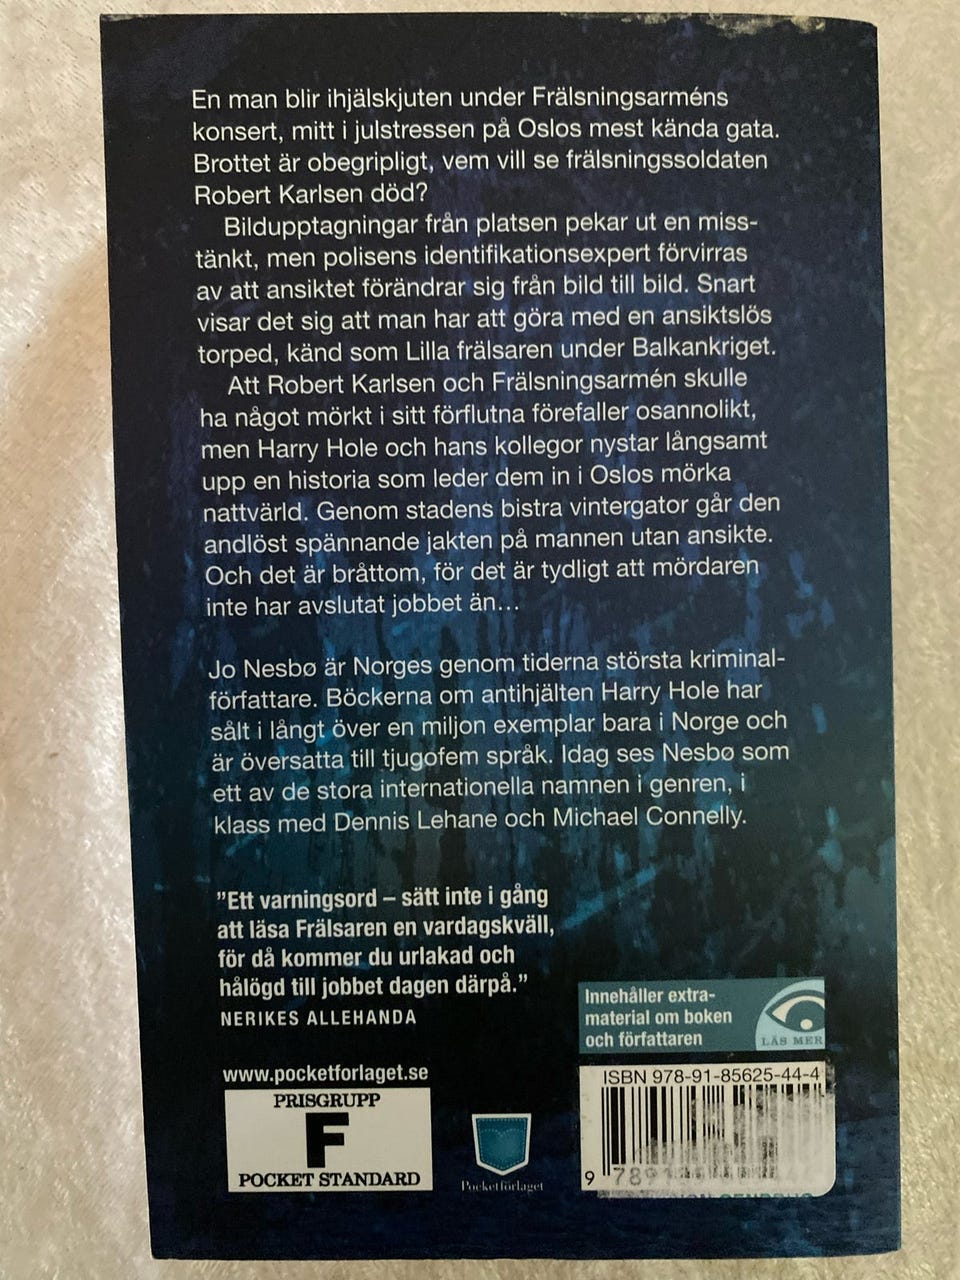 En man blir ihjälskjuten under Frälsningsarméns
konsert, mitt i julstressen på Oslos mest kända gata.
Brottet är obegripligt, vem vill se frälsningssoldaten
Robert Karlsen död?
Bildupptagningar från platsen pekar ut en miss-
tänkt, men polisens identifikationsexpert förvirras
av att ansiktet förändrar sig från bild till bild. Snart
visar det sig att man har att göra med en ansiktslös
torped, känd som Lilla frälsaren under Balkankriget.
Att Robert Karlsen och Frälsningsarmén skulle
ha något mörkt i sitt förflutna förefaller osannolikt,
men Harry Hole och hans kollegor nystar långsamt
upp en historia som leder dem in i Oslos mörka
nattvärld. Genom stadens bistra vintergator går den
andlöst spännande jakten på mannen utan ansikte.
Och det är bråttom, för det är tydligt att mördaren
inte har avslutat jobbet än...
Jo Nesbø är Norges genom tiderna största kriminal-
författare. Böckerna om antihjälten Harry Hole har
sålt i långt över en miljon exemplar bara i Norge och
är översatta till tjugofem språk. Idag ses Nesbø som
ett av de stora internationella namnen i genren, i
klass med Dennis Lehane och Michael Connelly.
”Ett varningsord – sätt inte i gång
att läsa Frälsaren en vardagskväll,
för då kommer du urlakad och
hålögd till jobbet dagen därpå.”
NERIKES ALLEHANDA
Innehåller extra-
material om boken
och författaren
LÄS MER
www.pocketforlaget.se
PRISGRUPP
F
POCKET STANDARD
Pocketförlaget
ISBN 978-91-85625-44-4
9 789